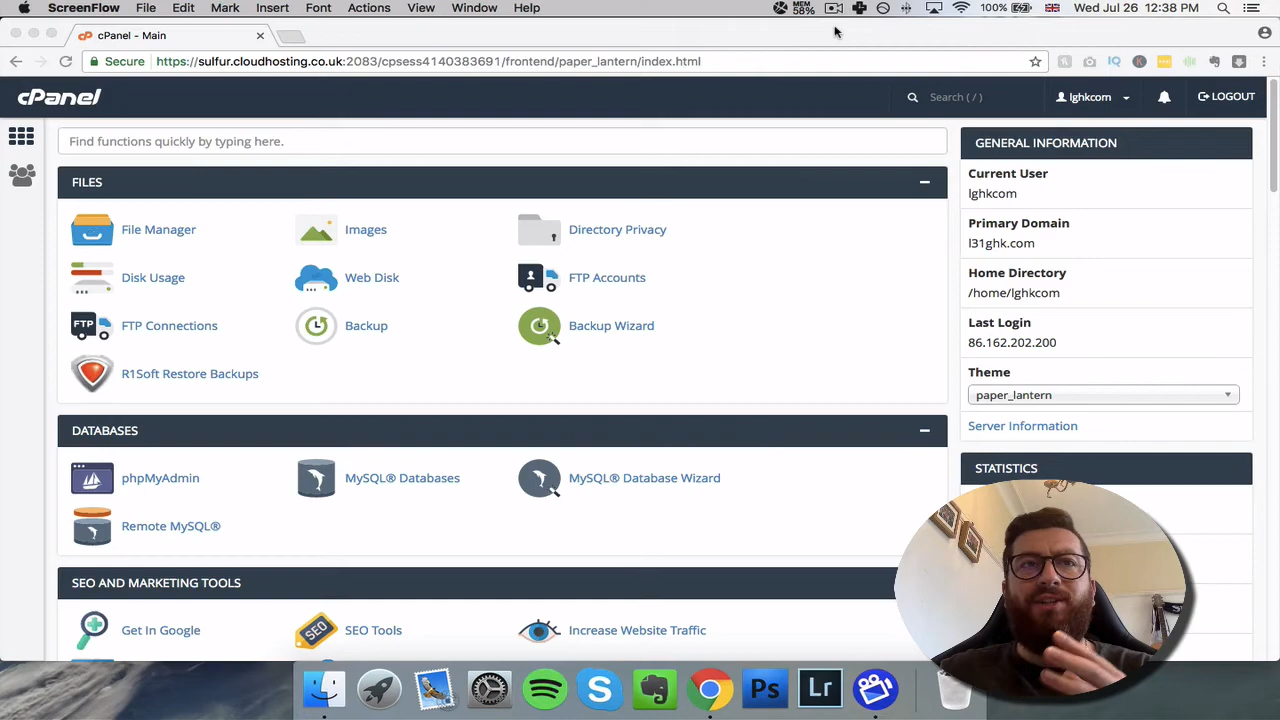 ScreenFlow File Edit Mark Insert Font Actions View Window Help MEM 58% 100% Wed Jul 26 12:38 PM
cPanel - Main
Secure https://sulfur.cloudhosting.co.uk:2083/cpsess4140383691/frontend/paper_lantern/index.html
cPanel Search ( / ) lghkcom LOGOUT
Find functions quickly by typing here.
FILES
File Manager Images Directory Privacy
Disk Usage Web Disk FTP Accounts
FTP FTP Connections Backup Backup Wizard
R1Soft Restore Backups
DATABASES
phpMyAdmin MySQL® Databases MySQL® Database Wizard
Remote MySQL®
SEO AND MARKETING TOOLS
Get In Google SEO SEO Tools Increase Website Traffic
GENERAL INFORMATION
Current User
lghkcom
Primary Domain
l31ghk.com
Home Directory
/home/lghkcom
Last Login
86.162.202.200
Theme
paper_lantern
Server Information
STATISTICS
Ps Lr